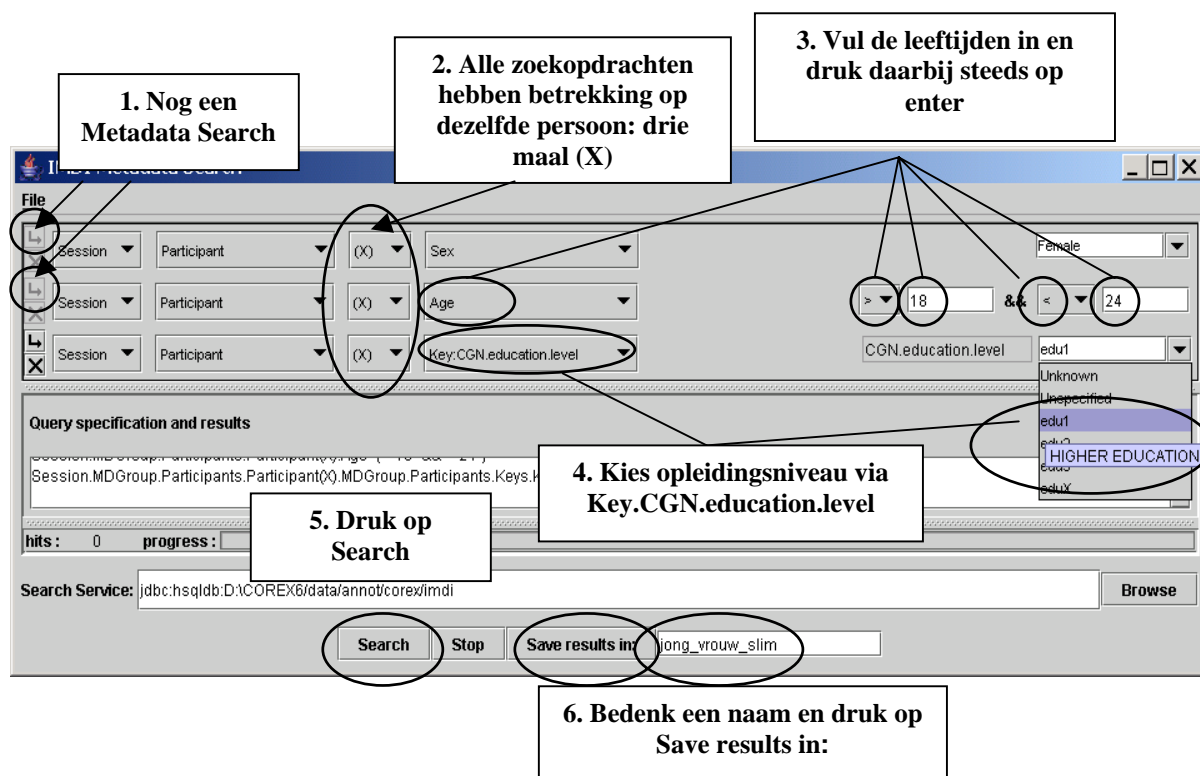 1. Nog een
Metadata Search
2. Alle zoekopdrachten
hebben betrekking op
dezelfde persoon: drie
maal (X)
3. Vul de leeftijden in en
druk daarbij steeds op
enter
File
Session Participant (X) Sex Female
Session Participant (X) Age > 18 && < 24
Session Participant (X) Key:CGN.education.level CGN.education.level edu1
Unknown
Unspecified
edu1
HIGHER EDUCATION
eduX
Query specification and results
Session.MDGroup.Participants.Participant(X).MDGroup.Participants.Keys.
4. Kies opleidingsniveau via
Key.CGN.education.level
5. Druk op
Search
hits : 0 progress :
Search Service: jdbc:hsqldb:D:\COREX6/data/annot/corex/imdi Browse
Search Stop Save results in: jong_vrouw_slim
6. Bedenk een naam en druk op
Save results in: